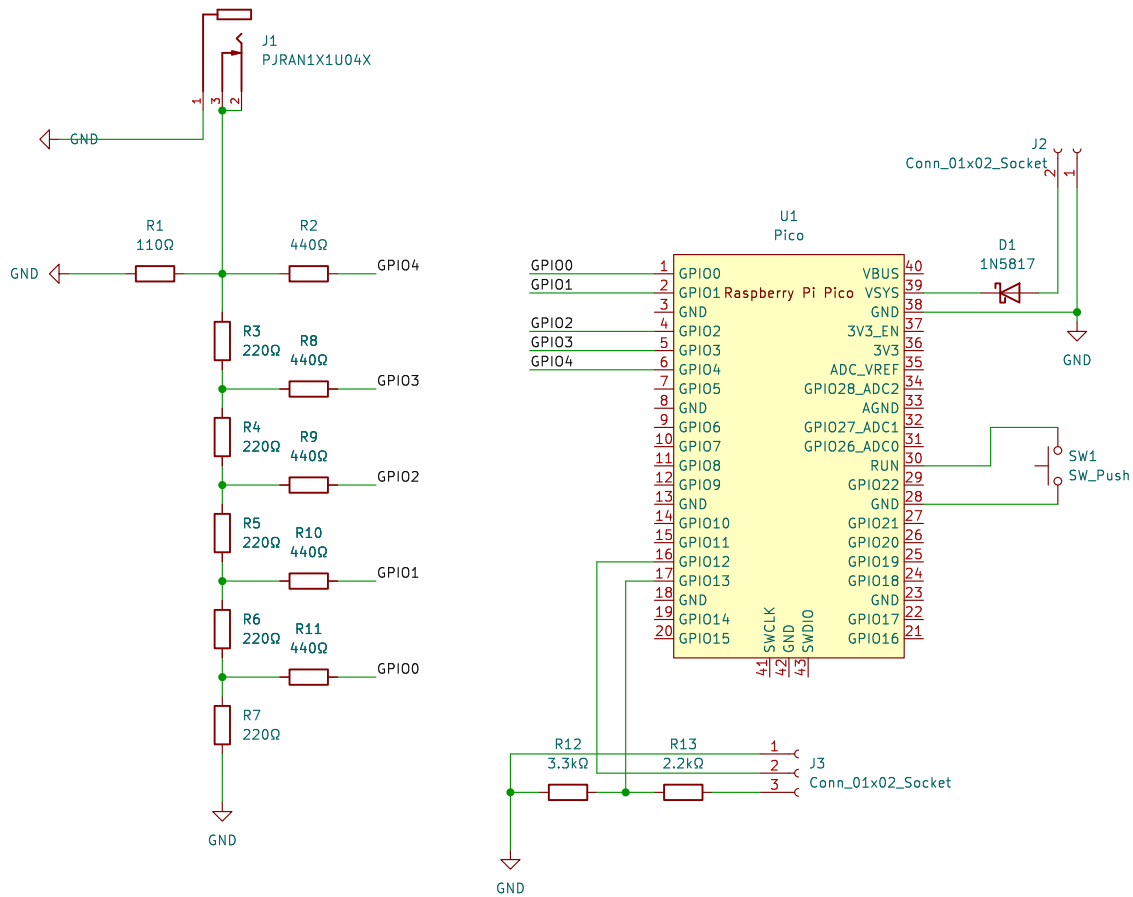 J1
PJRAN1X1U04X
1
3
2
GND
R1
110Ω
R2
440Ω
GND
GPIO4
R3
220Ω
R8
440Ω
GPIO3
R4
220Ω
R9
440Ω
GPIO2
R5
220Ω
R10
440Ω
GPIO1
R6
220Ω
R11
440Ω
GPIO0
R7
220Ω
GND
J2
Conn_01x02_Socket
2
1
D1
1N5817
GND
U1
Pico
Raspberry Pi Pico
GPIO0
GPIO1
GPIO2
GPIO3
GPIO4
1 GPIO0
2 GPIO1
3 GND
4 GPIO2
5 GPIO3
6 GPIO4
7 GPIO5
8 GND
9 GPIO6
10 GPIO7
11 GPIO8
12 GPIO9
13 GND
14 GPIO10
15 GPIO11
16 GPIO12
17 GPIO13
18 GND
19 GPIO14
20 GPIO15
VBUS 40
VSYS 39
GND 38
3V3_EN 37
3V3 36
ADC_VREF 35
GPIO28_ADC2 34
AGND 33
GPIO27_ADC1 32
GPIO26_ADC0 31
RUN 30
GPIO22 29
GND 28
GPIO21 27
GPIO20 26
GPIO19 25
GPIO18 24
GND 23
GPIO17 22
GPIO16 21
SWCLK 41
GND 42
SWDIO 43
SW1
SW_Push
R12
3.3kΩ
R13
2.2kΩ
1
2
3
J3
Conn_01x02_Socket
GND